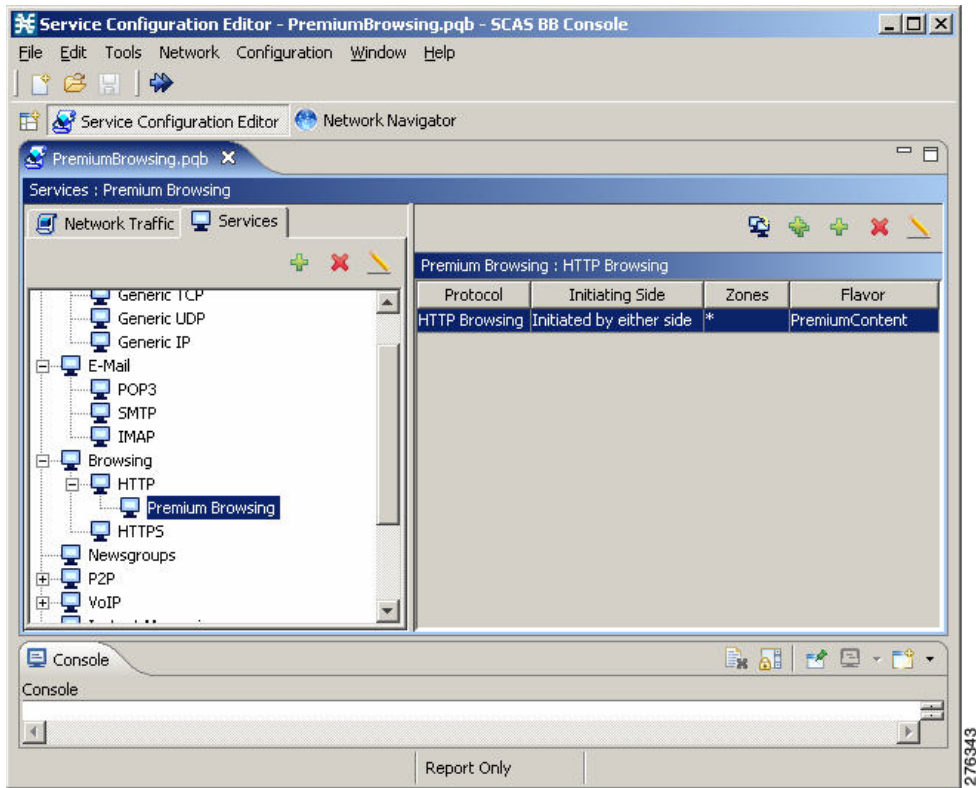 Service Configuration Editor - PremiumBrowsing.pqb - SCAS BB Console
File Edit Tools Network Configuration Window Help
Service Configuration Editor Network Navigator
PremiumBrowsing.pqb
Services : Premium Browsing
Network Traffic Services
Generic TCP
Generic UDP
Generic IP
E-Mail
POP3
SMTP
IMAP
Browsing
HTTP
Premium Browsing
HTTPS
Newsgroups
P2P
VoIP
Premium Browsing : HTTP Browsing
Protocol Initiating Side Zones Flavor
HTTP Browsing Initiated by either side * PremiumContent
Console
Console
Report Only
276343